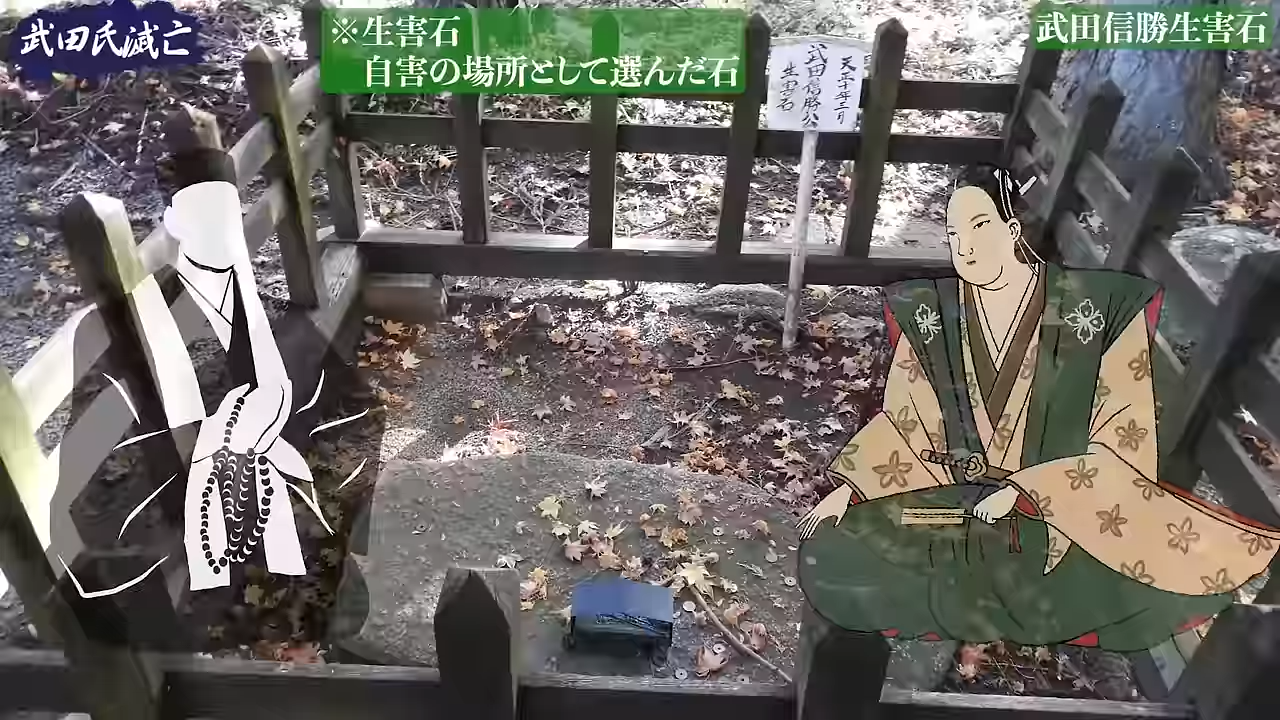 武田氏滅亡
※生害石
自害の場所として選んだ石
武田信勝生害石
天正十年三月
武田信勝公
生害石